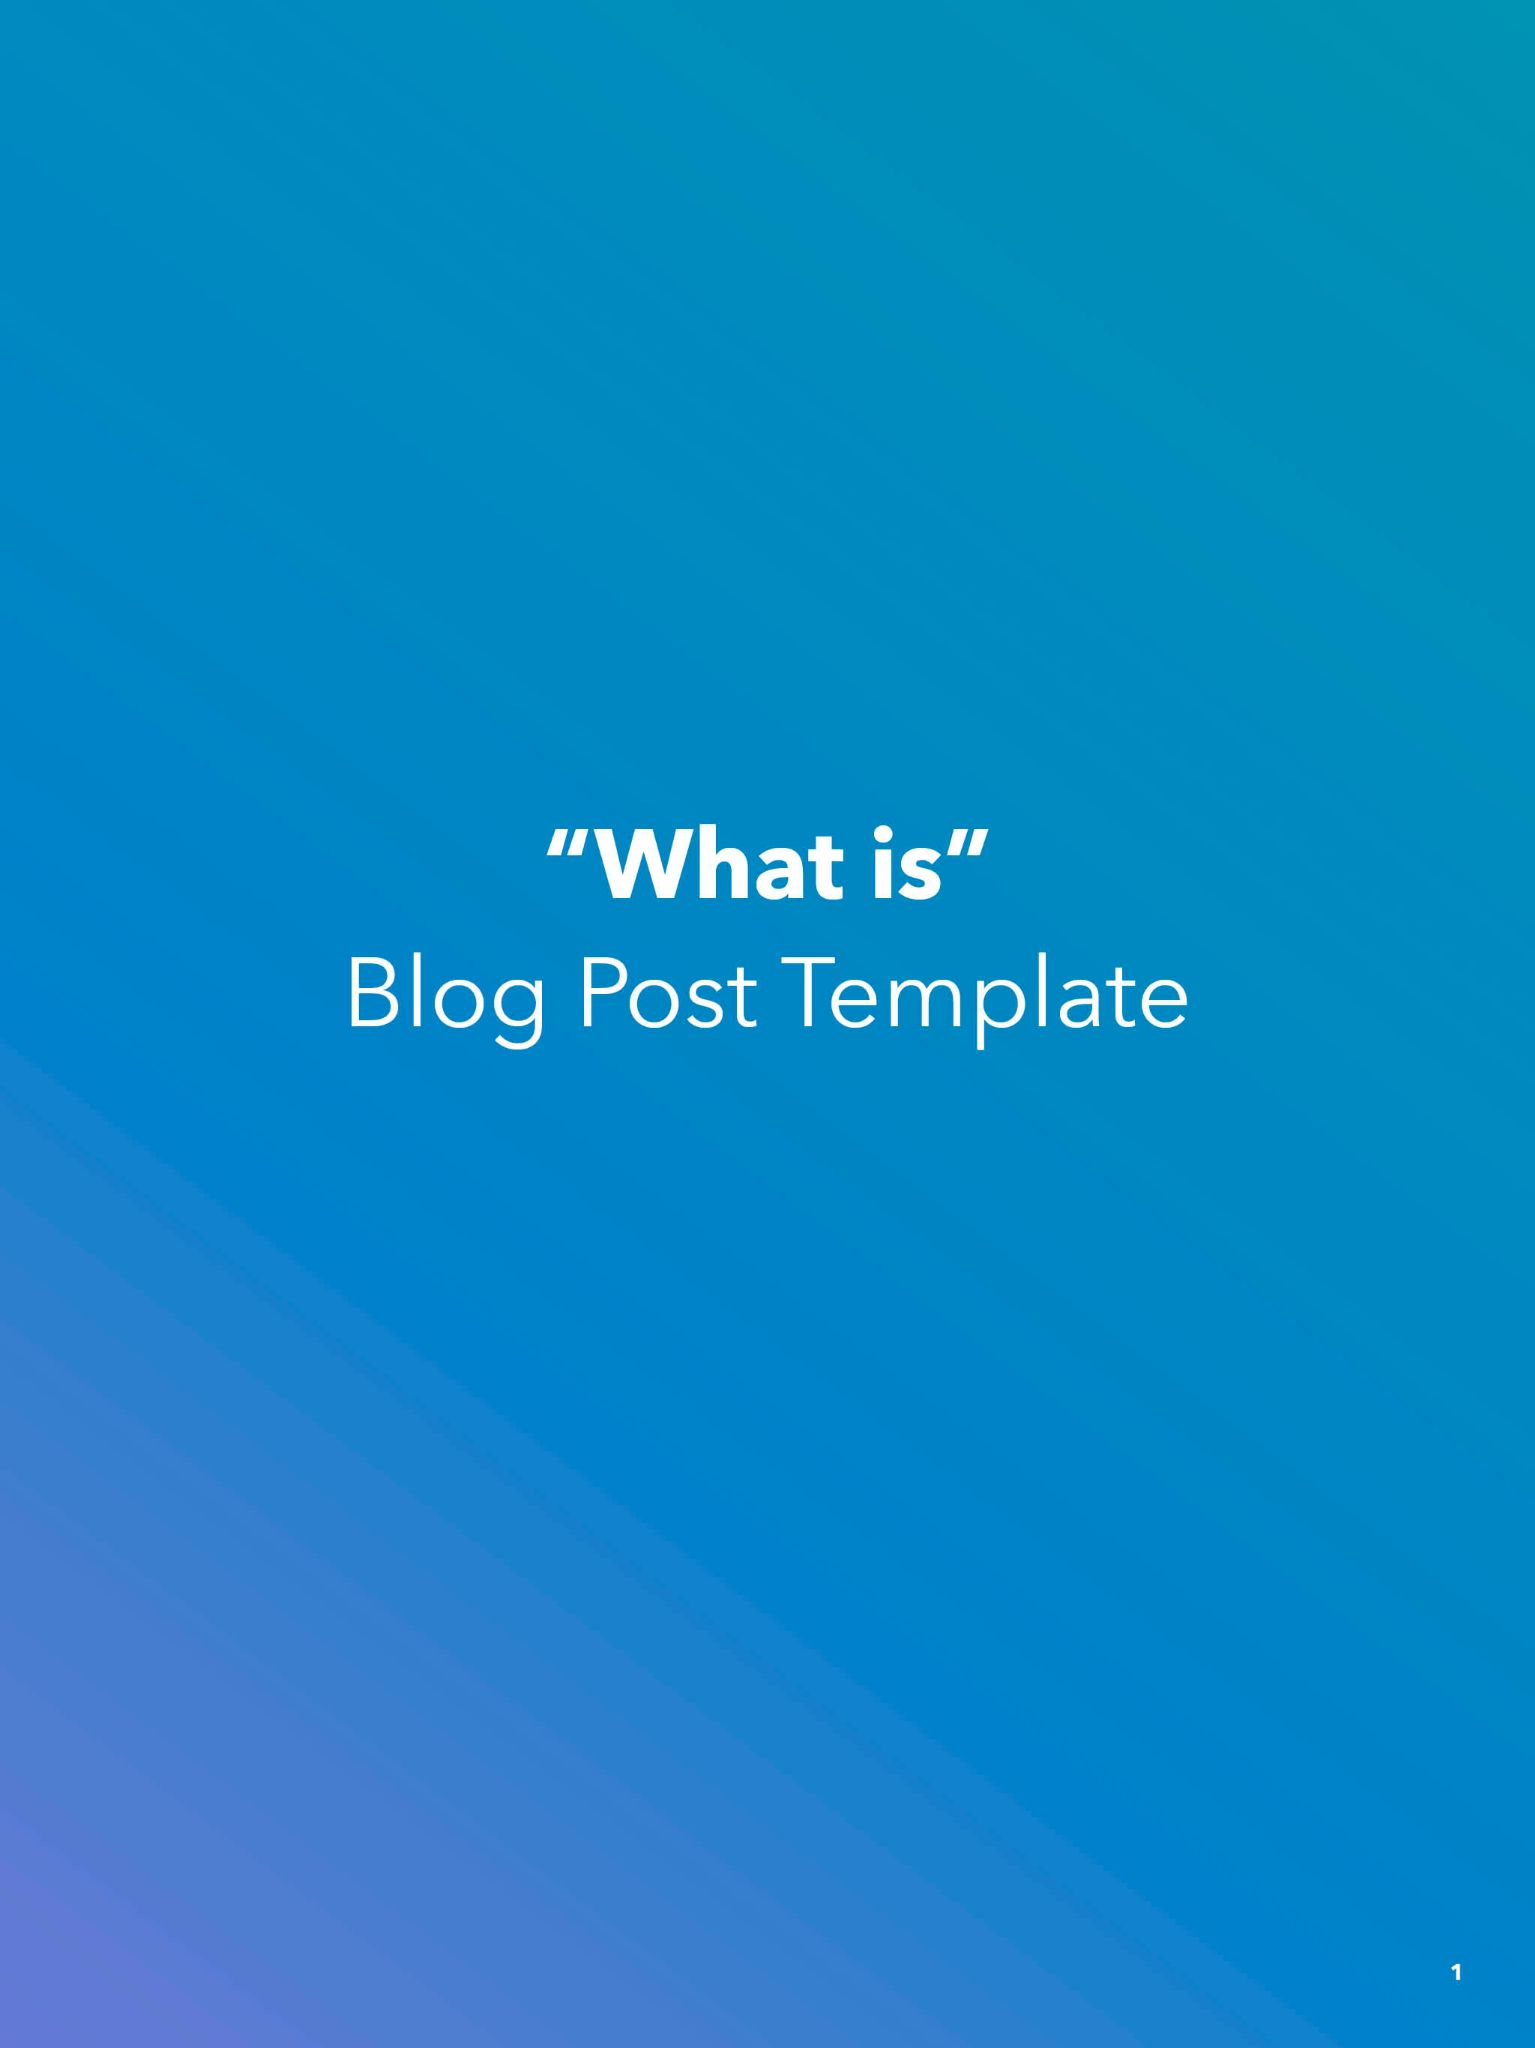 “What is”
Blog Post Template
1